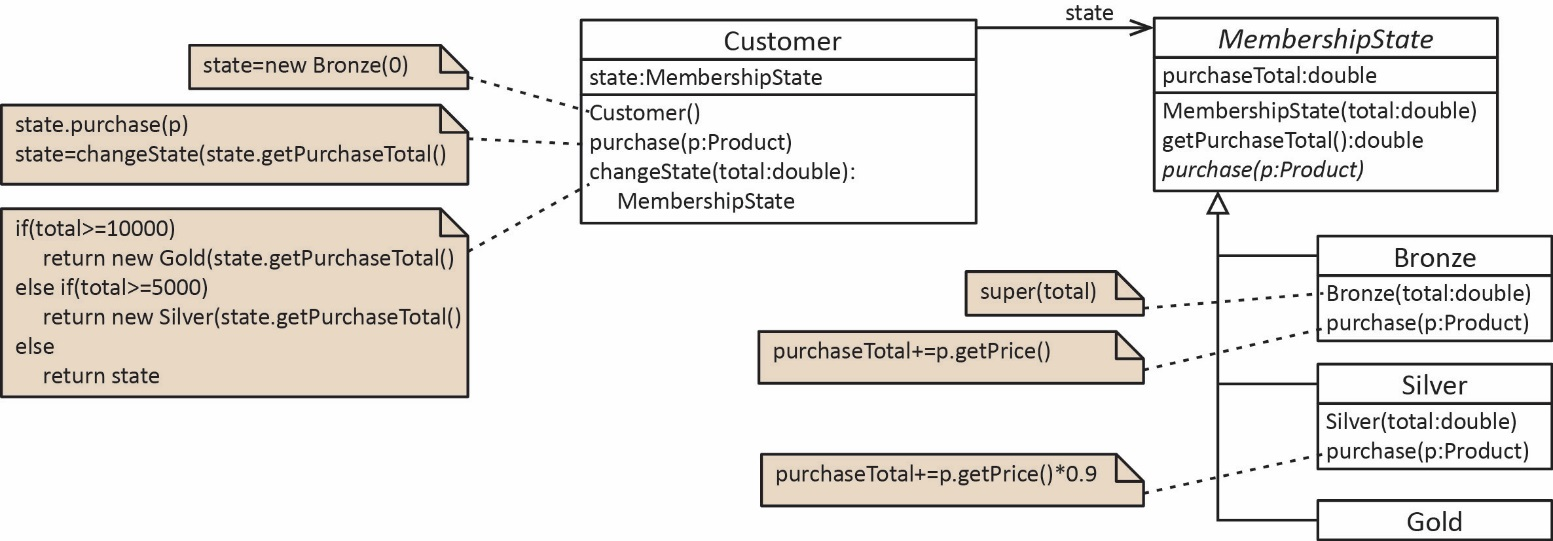 state
Customer
state:MembershipState
Customer()
purchase(p:Product)
changeState(total:double):
MembershipState
state=new Bronze(0)
state.purchase(p)
state=changeState(state.getPurchaseTotal()
if(total>=10000)
return new Gold(state.getPurchaseTotal()
else if(total>=5000)
return new Silver(state.getPurchaseTotal()
else
return state
MembershipState
purchaseTotal:double
MembershipState(total:double)
getPurchaseTotal():double
purchase(p:Product)
Bronze
Bronze(total:double)
purchase(p:Product)
super(total)
purchaseTotal+=p.getPrice()
Silver
Silver(total:double)
purchase(p:Product)
purchaseTotal+=p.getPrice()*0.9
Gold